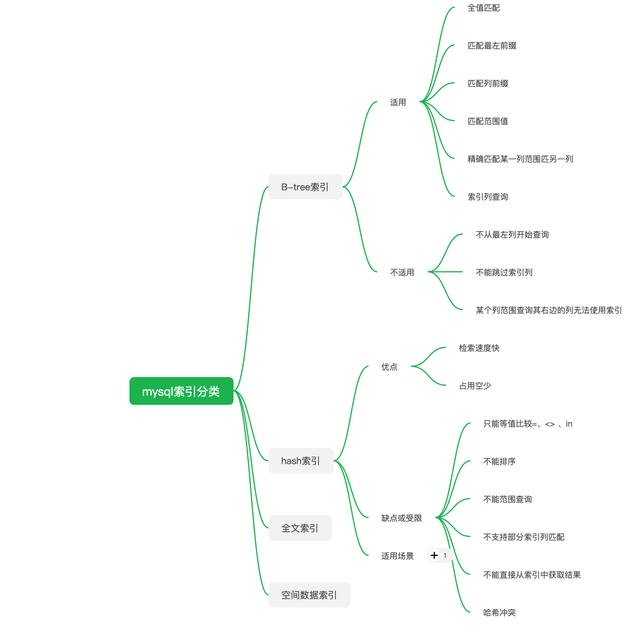 mysql索引分类
B-tree索引
适用
全值匹配
匹配最左前缀
匹配列前缀
匹配范围值
精确匹配某一列范围匹另一列
索引列查询
不适用
不从最左列开始查询
不能跳过索引列
某个列范围查询其右边的列无法使用索引
hash索引
优点
检索速度快
占用空少
缺点或受限
只能等值比较=、<> 、in
不能排序
不能范围查询
不支持部分索引列匹配
不能直接从索引中获取结果
哈希冲突
适用场景
+ 1
全文索引
空间数据索引